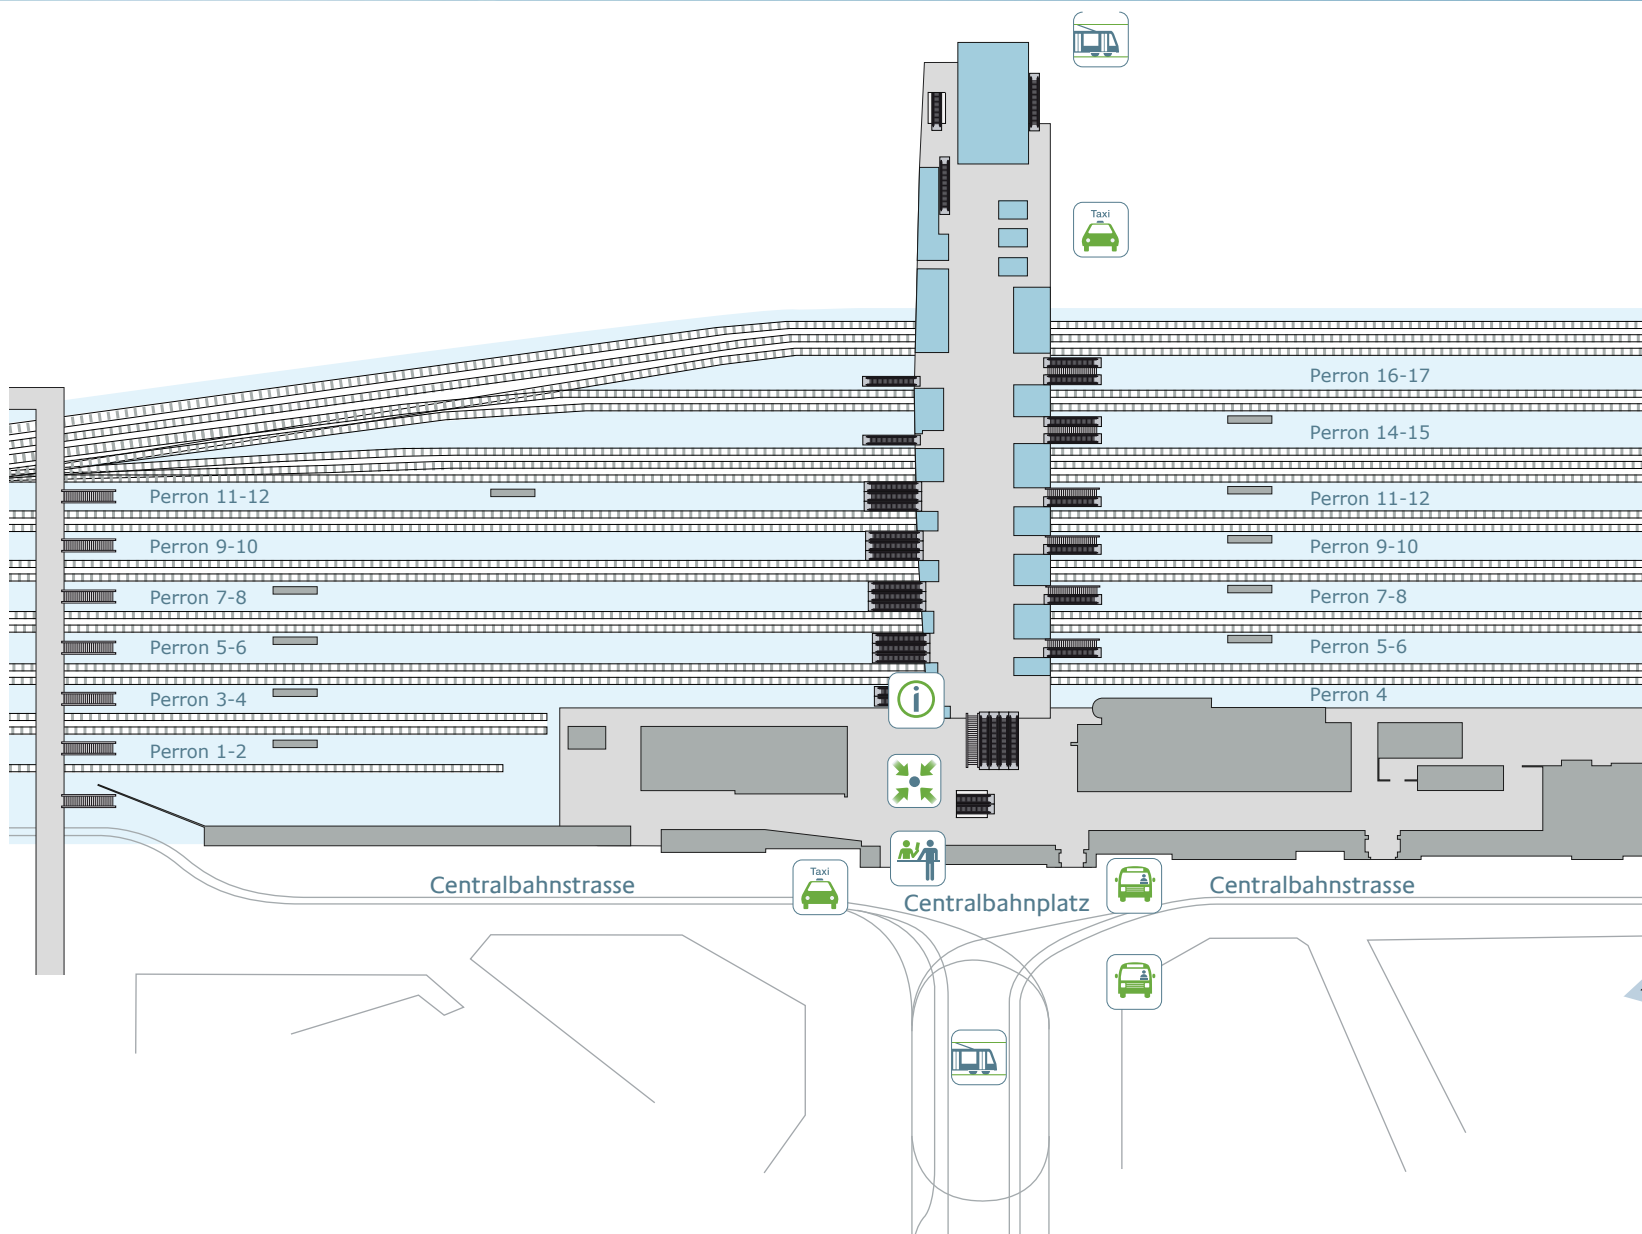 Taxi
Perron 16-17
Perron 14-15
Perron 11-12
Perron 11-12
Perron 9-10
Perron 9-10
Perron 7-8
Perron 7-8
Perron 5-6
Perron 5-6
Perron 3-4
Perron 4
Perron 1-2
Taxi
Centralbahnstrasse
Centralbahnplatz
Centralbahnstrasse